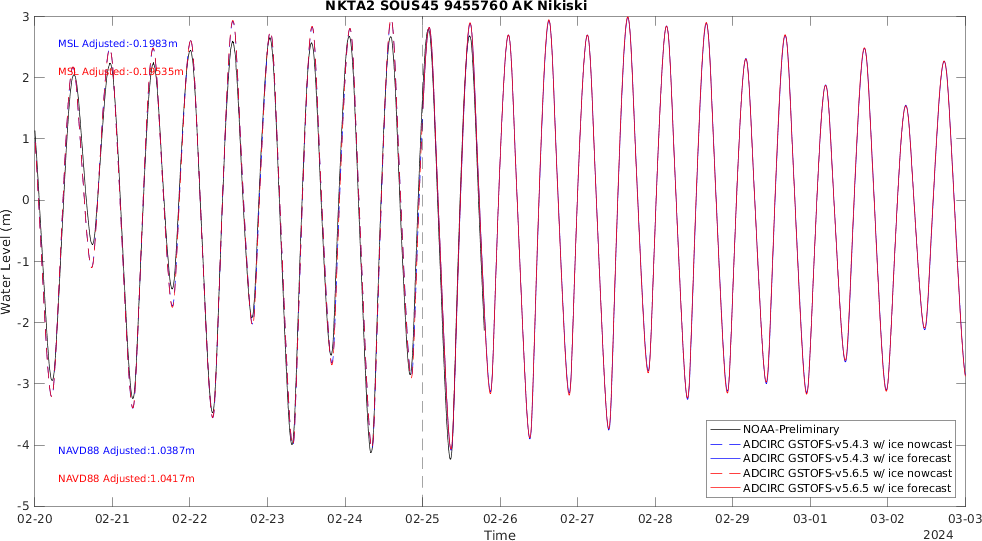 NKTA2 SOUS45 9455760 AK Nikiski
MSL Adjusted:-0.1983m
MSL Adjusted:-0.19535m
NAVD88 Adjusted:1.0387m
NAVD88 Adjusted:1.0417m
Water Level (m)
3
2
1
0
-1
-2
-3
-4
-5
NOAA-Preliminary
ADCIRC GSTOFS-v5.4.3 w/ ice nowcast
ADCIRC GSTOFS-v5.4.3 w/ ice forecast
ADCIRC GSTOFS-v5.6.5 w/ ice nowcast
ADCIRC GSTOFS-v5.6.5 w/ ice forecast
02-20 02-21 02-22 02-23 02-24 02-25 02-26 02-27 02-28 02-29 03-01 03-02 03-03
Time
2024